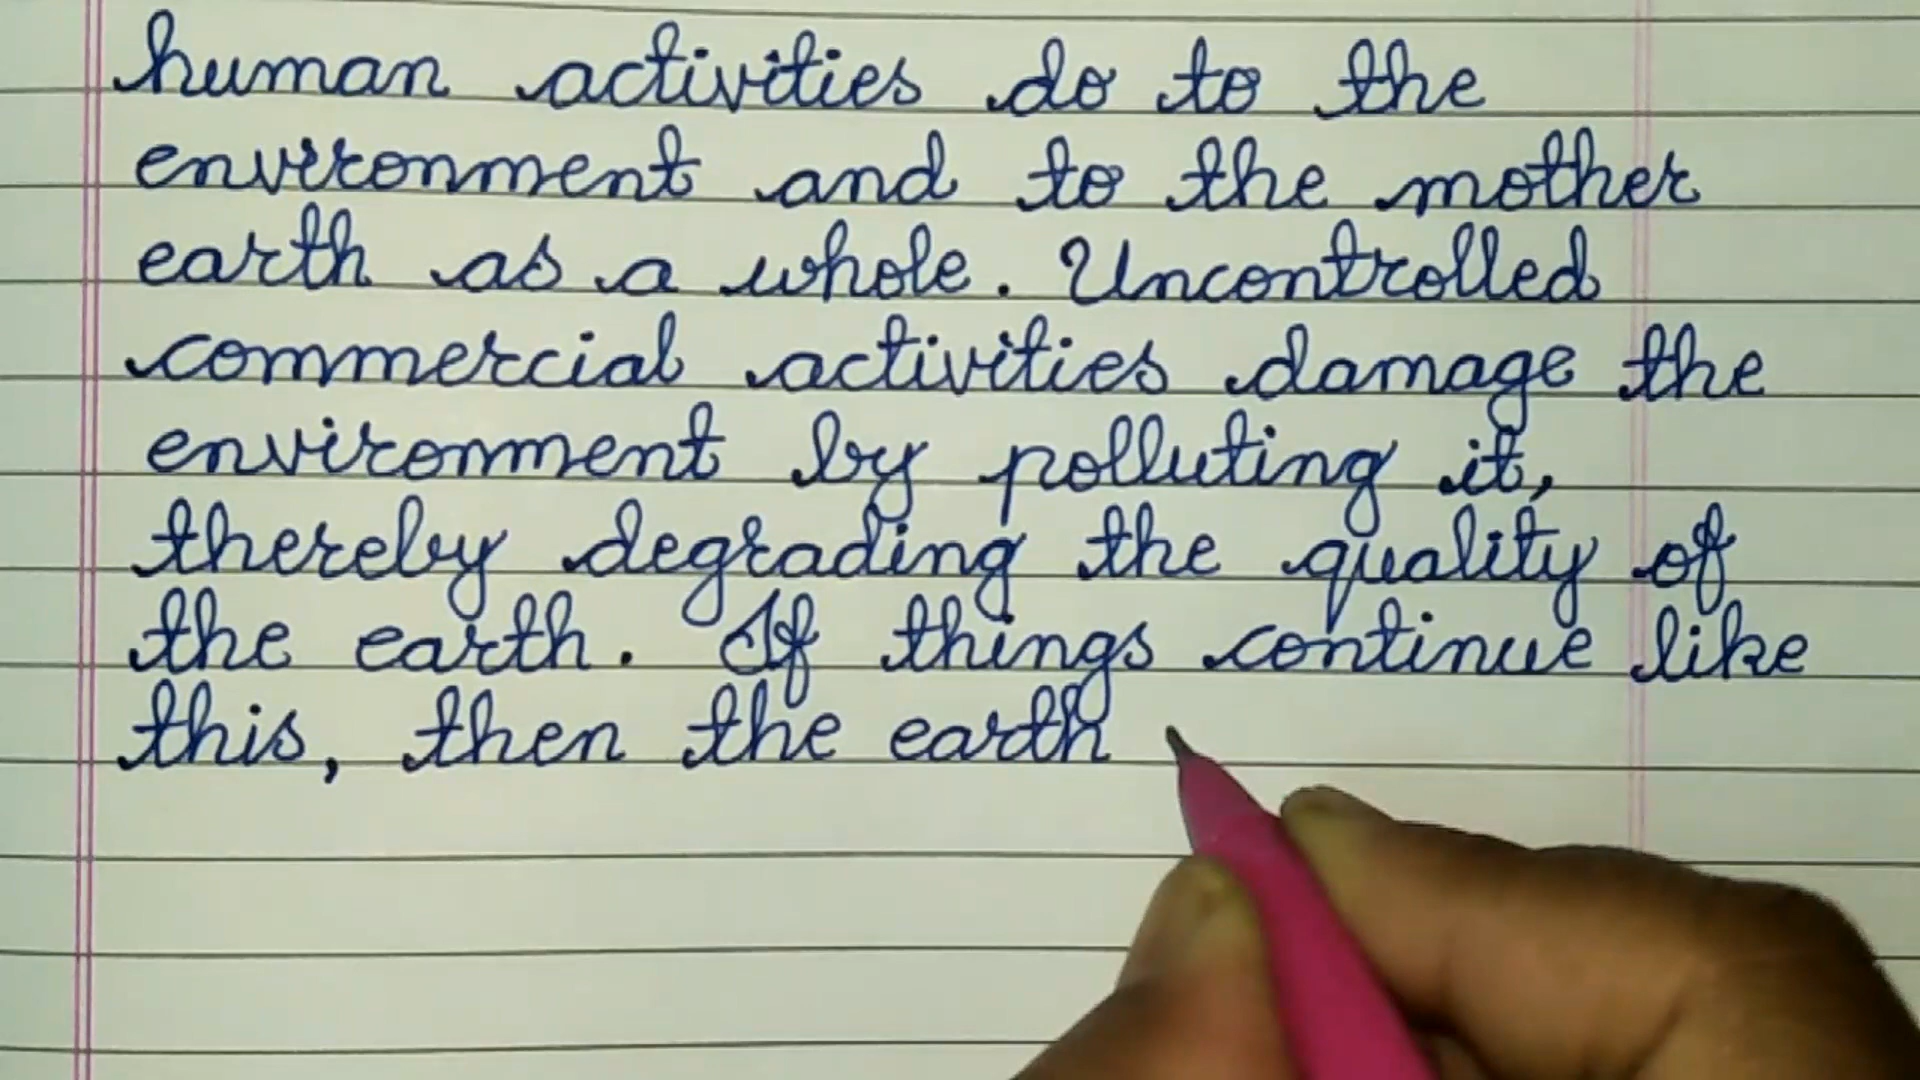 human activities do to the
environment and to the mother
earth as a whole. Uncontrolled
commercial activities damage the
environment by polluting it,
thereby degrading the quality of
the earth. If things continue like
this, then the earth